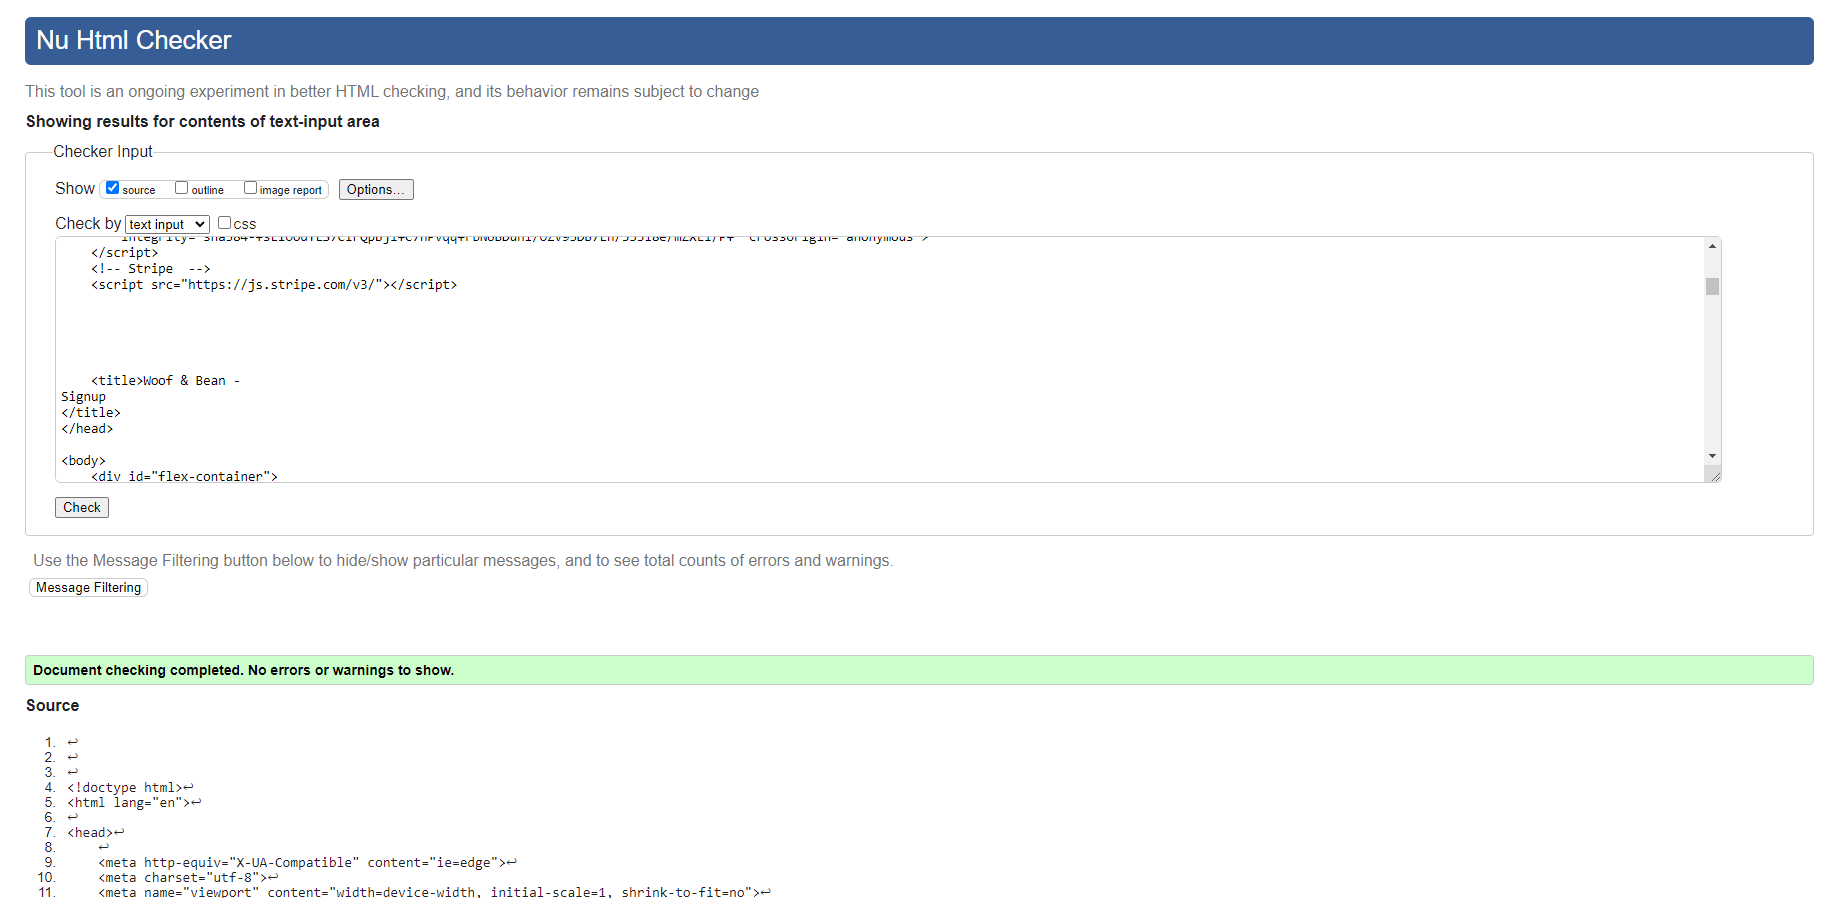 Nu Html Checker
This tool is an ongoing experiment in better HTML checking, and its behavior remains subject to change
Showing results for contents of text-input area
Checker Input
Show source outline image report Options...
Check by text input css
crossorigin="anonymous">
</script>
<!-- Stripe  -->
<script src="https://js.stripe.com/v3/"></script>
<title>Woof & Bean -
Signup
</title>
</head>
<body>
<div id="flex-container">
Check
Use the Message Filtering button below to hide/show particular messages, and to see total counts of errors and warnings.
Message Filtering
Document checking completed. No errors or warnings to show.
Source
1. ↩
2. ↩
3. ↩
4. <!doctype html>↩
5. <html lang="en">↩
6. ↩
7. <head>↩
8. ↩
9. <meta http-equiv="X-UA-Compatible" content="ie=edge">↩
10. <meta charset="utf-8">↩
11. <meta name="viewport" content="width=device-width, initial-scale=1, shrink-to-fit=no">↩